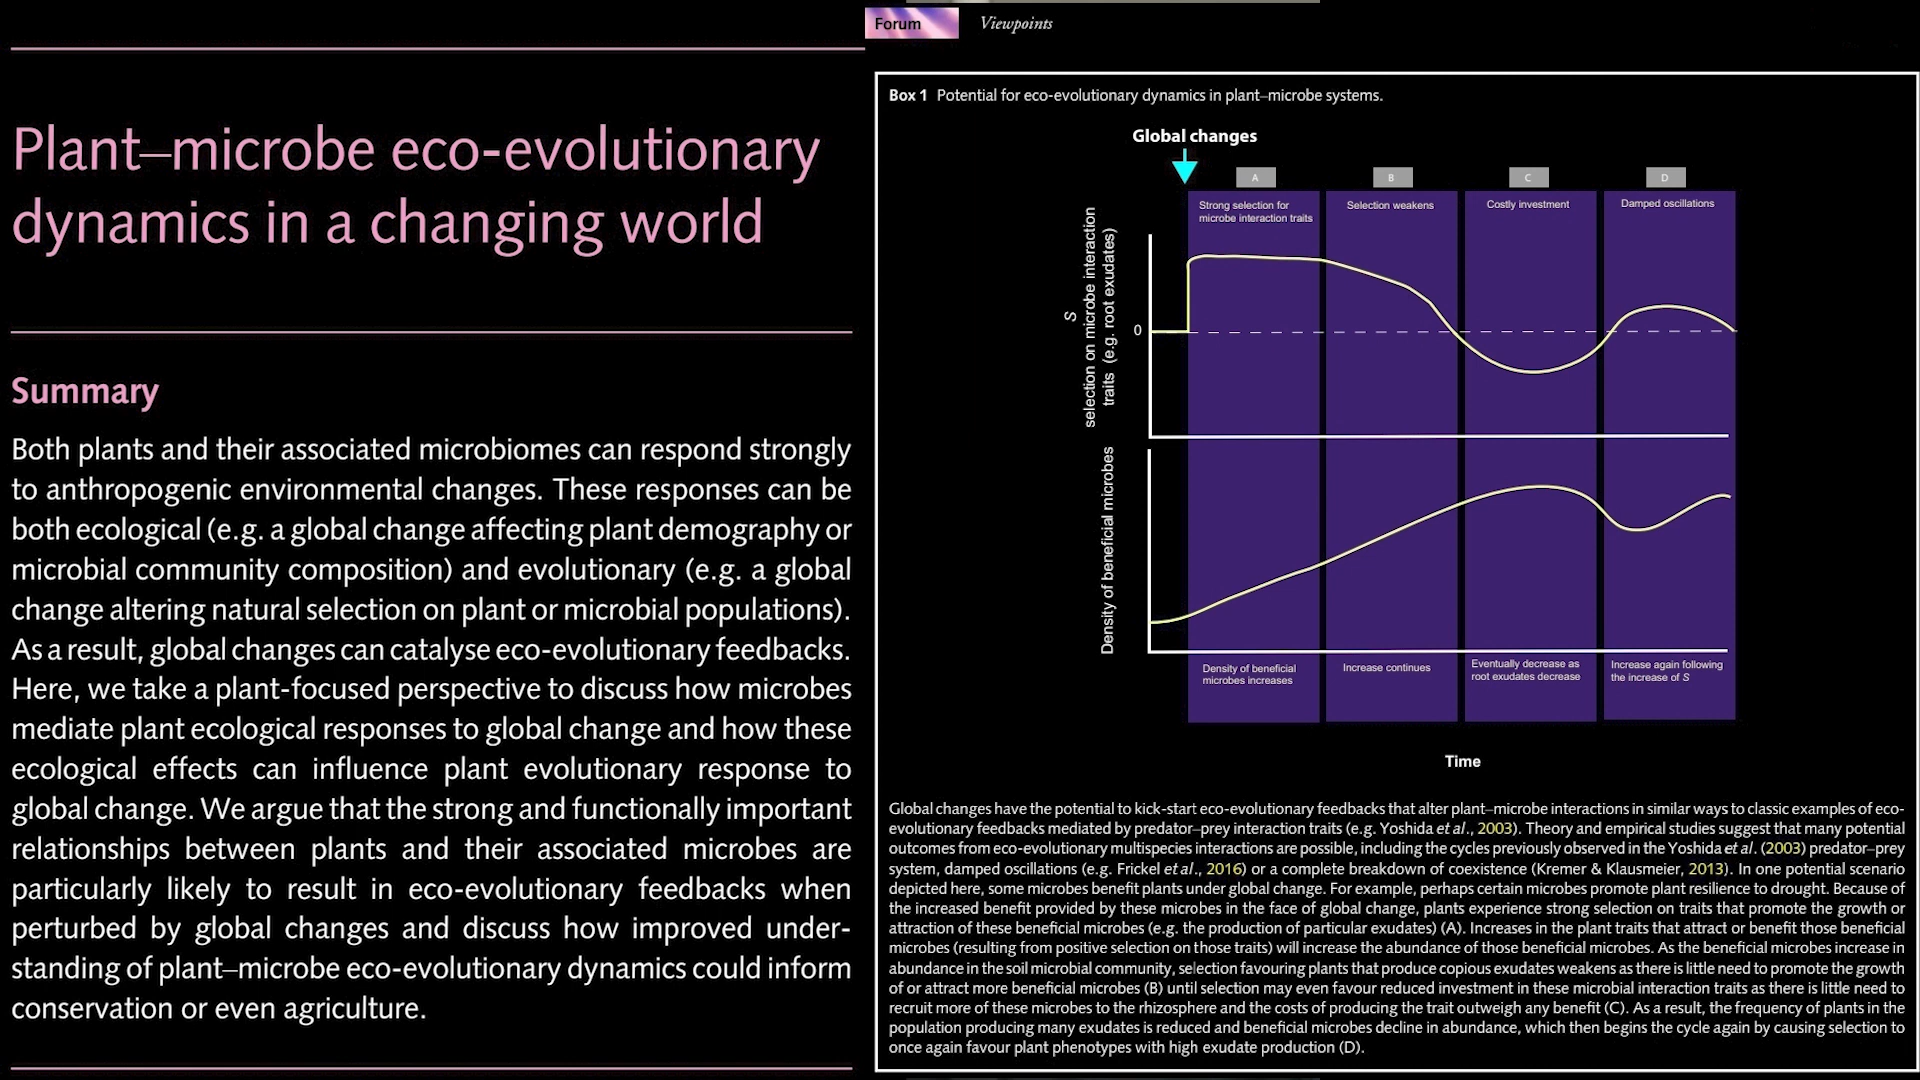 Plant–microbe eco-evolutionary
dynamics in a changing world
Summary
Both plants and their associated microbiomes can respond strongly
to anthropogenic environmental changes. These responses can be
both ecological (e.g. a global change affecting plant demography or
microbial community composition) and evolutionary (e.g. a global
change altering natural selection on plant or microbial populations).
As a result, global changes can catalyse eco-evolutionary feedbacks.
Here, we take a plant-focused perspective to discuss how microbes
mediate plant ecological responses to global change and how these
ecological effects can influence plant evolutionary response to
global change. We argue that the strong and functionally important
relationships between plants and their associated microbes are
particularly likely to result in eco-evolutionary feedbacks when
perturbed by global changes and discuss how improved under-
standing of plant–microbe eco-evolutionary dynamics could inform
conservation or even agriculture.
Forum
Viewpoints
Box 1 Potential for eco-evolutionary dynamics in plant–microbe systems.
Global changes
A
B
C
D
Strong selection for
microbe interaction traits
Selection weakens
Costly investment
Damped oscillations
S
selection on microbe interaction
traits (e.g. root exudates)
0
Density of beneficial microbes
Density of beneficial
microbes increases
Increase continues
Eventually decrease as
root exudates decrease
Increase again following
the increase of S
Time
Global changes have the potential to kick-start eco-evolutionary feedbacks that alter plant–microbe interactions in similar ways to classic examples of eco-
evolutionary feedbacks mediated by predator–prey interaction traits (e.g. Yoshida et al., 2003). Theory and empirical studies suggest that many potential
outcomes from eco-evolutionary multispecies interactions are possible, including the cycles previously observed in the Yoshida et al. (2003) predator–prey
system, damped oscillations (e.g. Frickel et al., 2016) or a complete breakdown of coexistence (Kremer & Klausmeier, 2013). In one potential scenario
depicted here, some microbes benefit plants under global change. For example, perhaps certain microbes promote plant resilience to drought. Because of
the increased benefit provided by these microbes in the face of global change, plants experience strong selection on traits that promote the growth or
attraction of these beneficial microbes (e.g. the production of particular exudates) (A). Increases in the plant traits that attract or benefit those beneficial
microbes (resulting from positive selection on those traits) will increase the abundance of those beneficial microbes. As the beneficial microbes increase in
abundance in the soil microbial community, selection favouring plants that produce copious exudates weakens as there is little need to promote the growth
of or attract more beneficial microbes (B) until selection may even favour reduced investment in these microbial interaction traits as there is little need to
recruit more of these microbes to the rhizosphere and the costs of producing the trait outweigh any benefit (C). As a result, the frequency of plants in the
population producing many exudates is reduced and beneficial microbes decline in abundance, which then begins the cycle again by causing selection to
once again favour plant phenotypes with high exudate production (D).